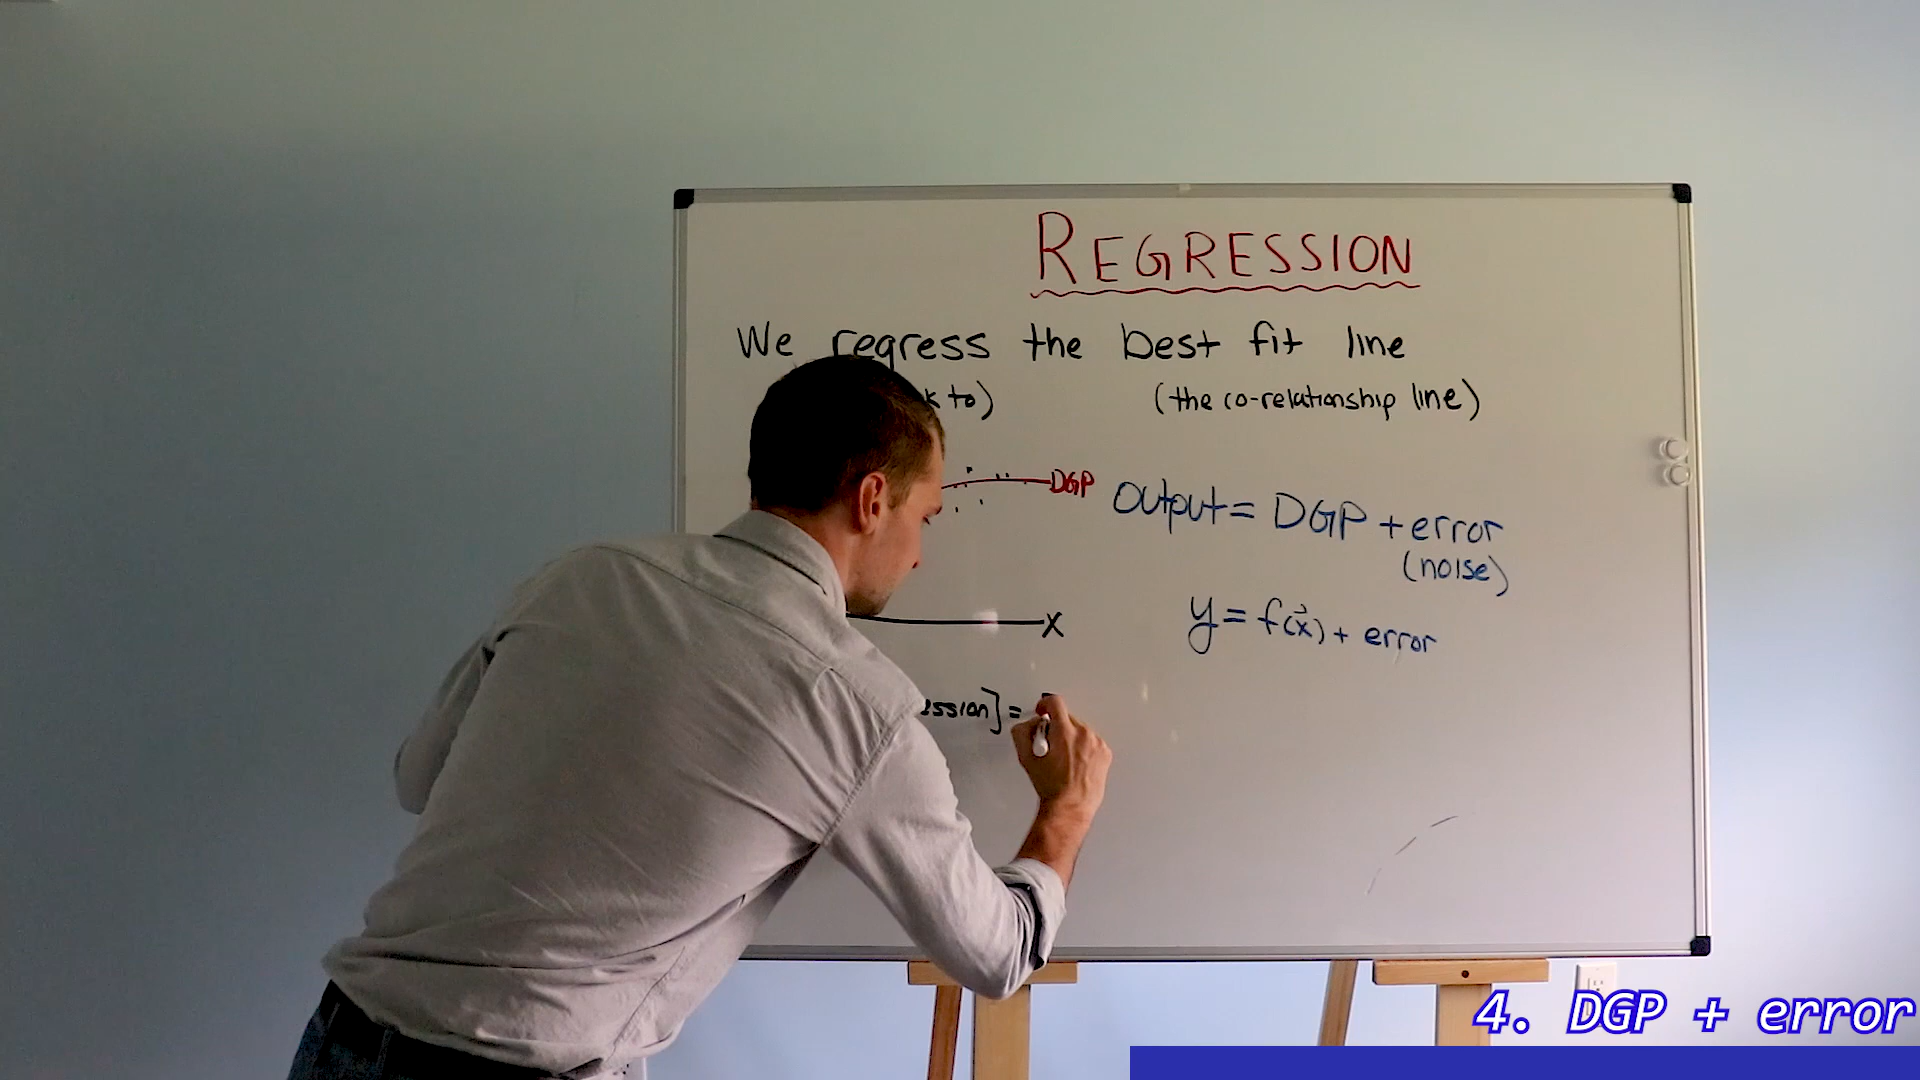 REGRESSION
We regress the best fit line
to) (the co-relationship line)
DGP
Output = DGP + error
(noise)
y = f(x⃗) + error
X
ession] =
4. DGP + error